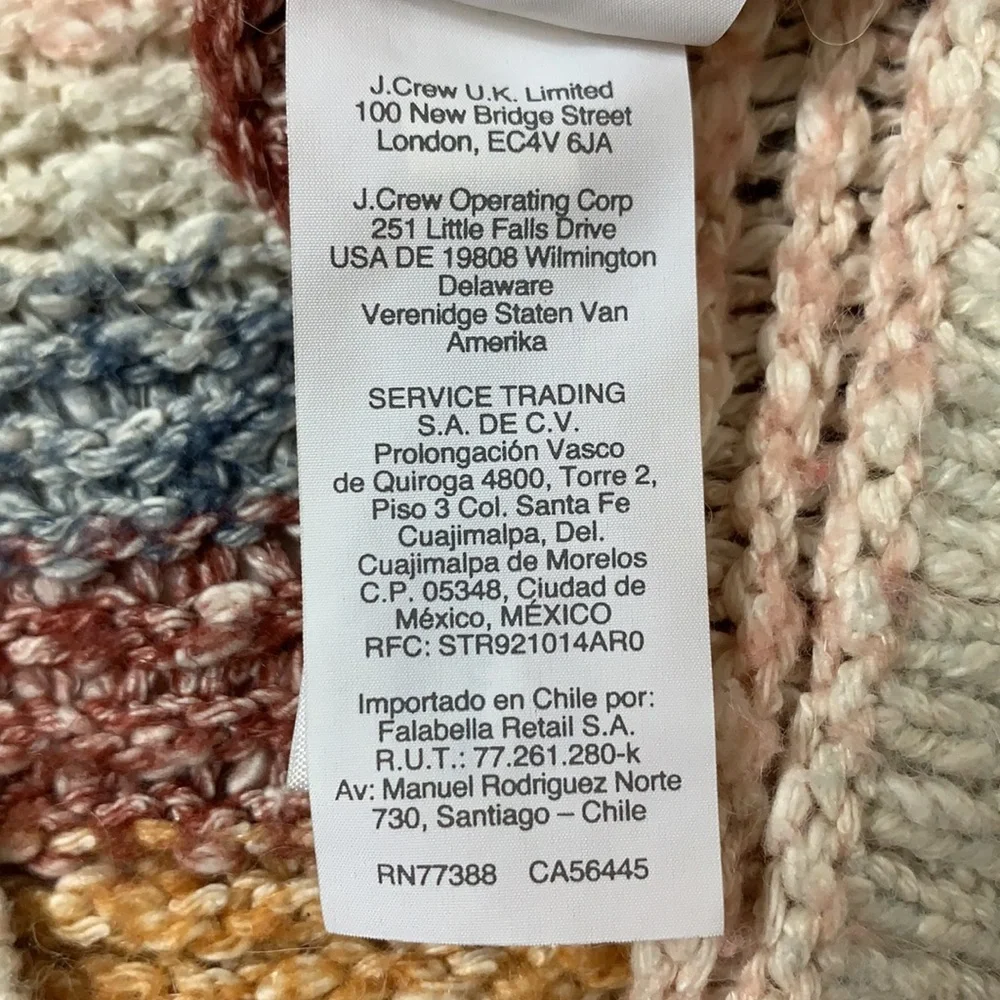 J.Crew U.K. Limited
100 New Bridge Street
London, EC4V 6JA
J.Crew Operating Corp
251 Little Falls Drive
USA DE 19808 Wilmington
Delaware
Verenidge Staten Van
Amerika
SERVICE TRADING
S.A. DE C.V.
Prolongación Vasco
de Quiroga 4800, Torre 2,
Piso 3 Col. Santa Fe
Cuajimalpa, Del.
Cuajimalpa de Morelos
C.P. 05348, Ciudad de
México, MÉXICO
RFC: STR921014AR0
Importado en Chile por:
Falabella Retail S.A.
R.U.T.: 77.261.280-k
Av: Manuel Rodriguez Norte
730, Santiago – Chile
RN77388 CA56445